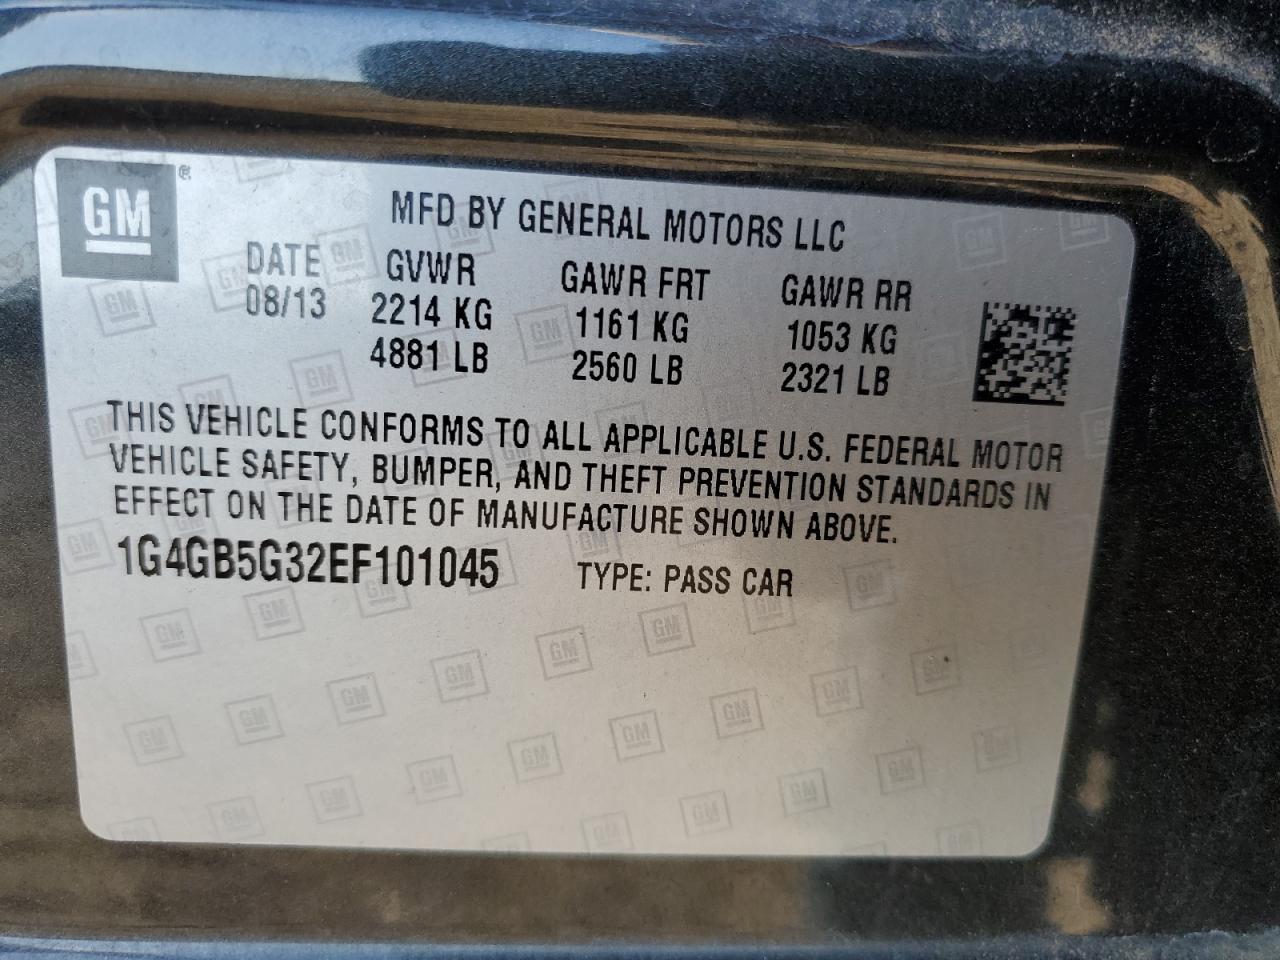 GM ®
MFD BY GENERAL MOTORS LLC
DATE GVWR GAWR FRT GAWR RR
08/13 2214 KG 1161 KG 1053 KG
4881 LB 2560 LB 2321 LB
THIS VEHICLE CONFORMS TO ALL APPLICABLE U.S. FEDERAL MOTOR
VEHICLE SAFETY, BUMPER, AND THEFT PREVENTION STANDARDS IN
EFFECT ON THE DATE OF MANUFACTURE SHOWN ABOVE.
1G4GB5G32EF101045 TYPE: PASS CAR